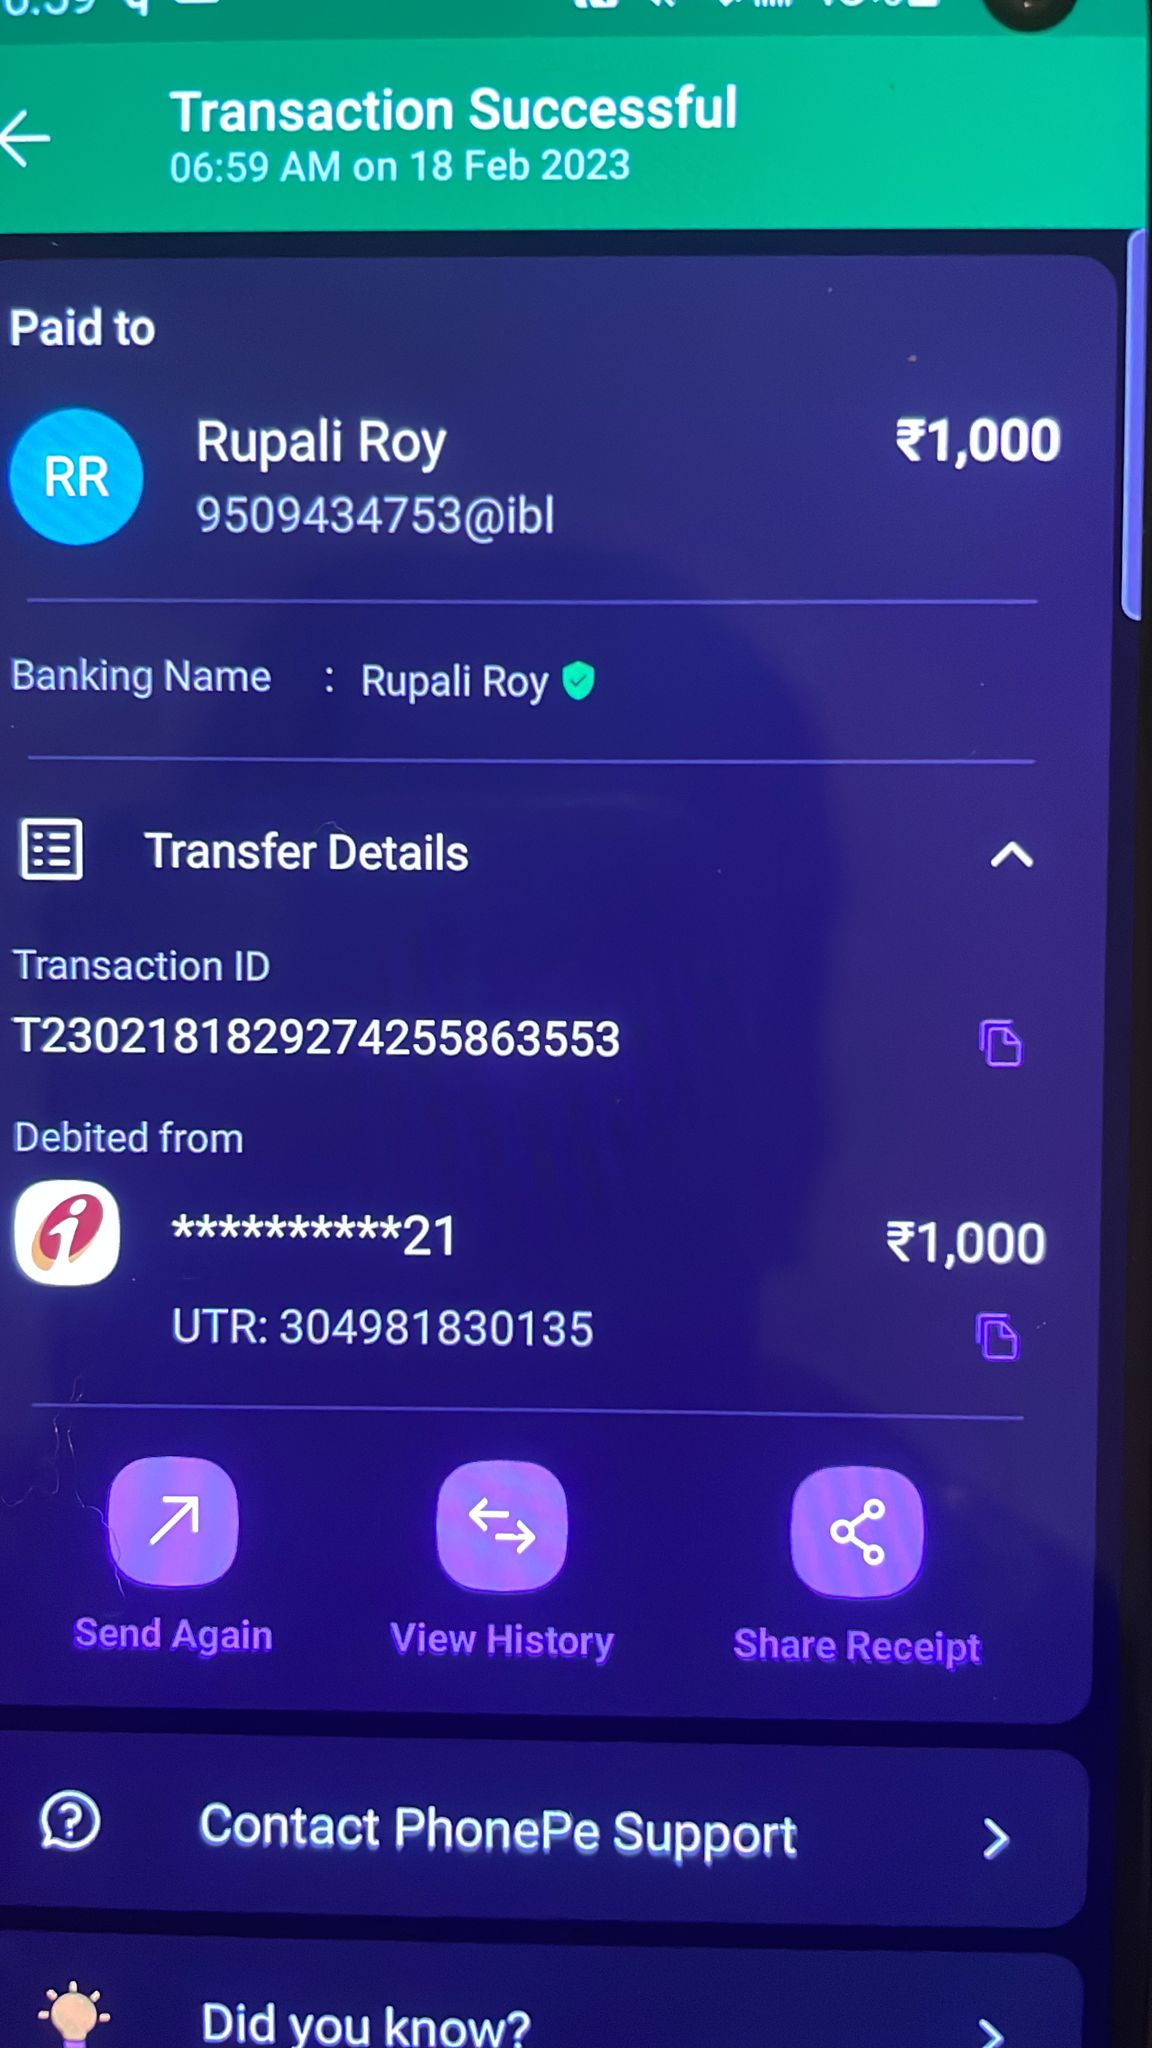 Transaction Successful
06:59 AM on 18 Feb 2023
Paid to
RR
Rupali Roy
₹1,000
9509434753@ibl
Banking Name : Rupali Roy
Transfer Details
Transaction ID
T2302181829274255863553
Debited from
**********21
₹1,000
UTR: 304981830135
Send Again
View History
Share Receipt
Contact PhonePe Support
Did you know?